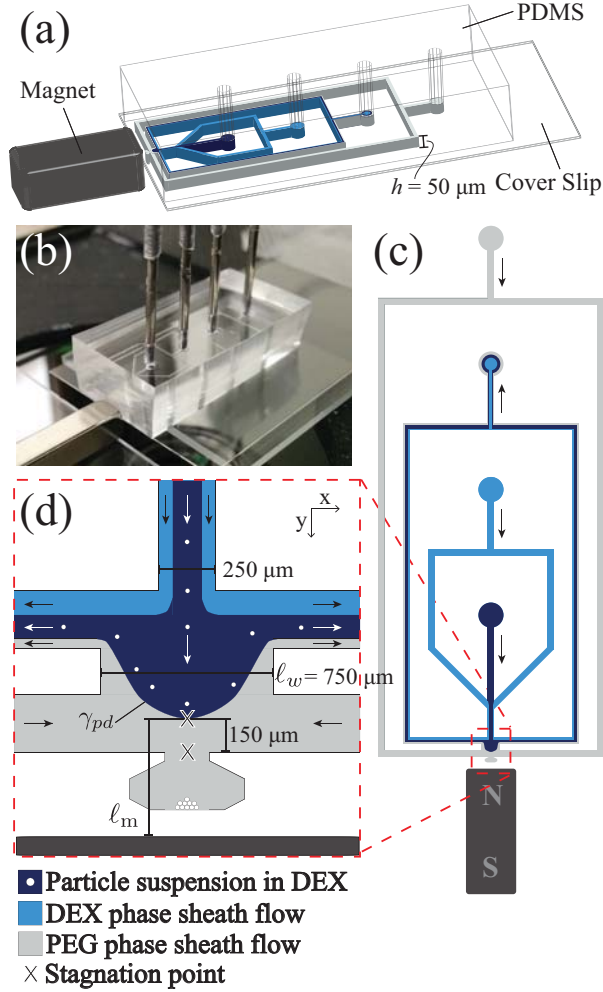 (a)
PDMS
Magnet
h = 50 μm
Cover Slip
(b)
(c)
(d)
x
y
250 μm
ℓw = 750 μm
γpd
150 μm
ℓm
N
S
Particle suspension in DEX
DEX phase sheath flow
PEG phase sheath flow
Stagnation point